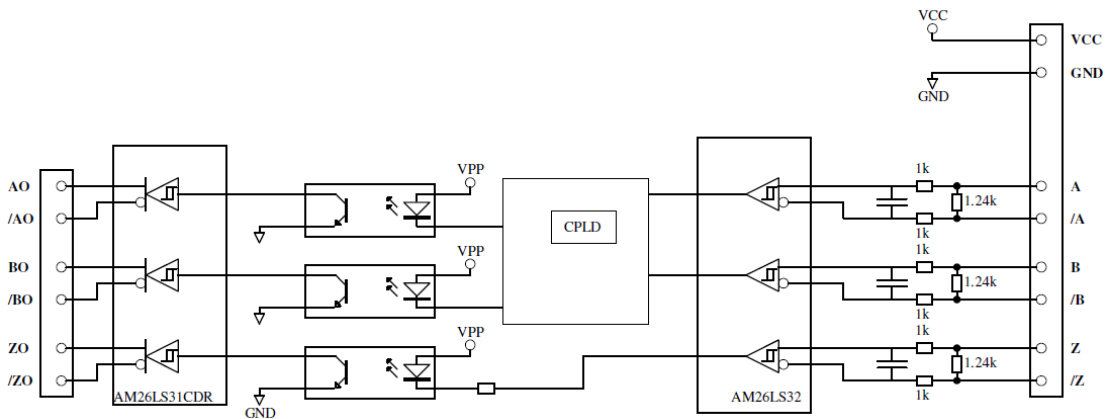 VCC
VCC
GND
GND
VPP
1k
AO
A
1.24k
/AO
/A
CPLD
1k
VPP
1k
BO
B
1.24k
/BO
/B
1k
VPP
1k
ZO
Z
1.24k
/ZO
/Z
AM26LS31CDR
AM26LS32
1k
GND